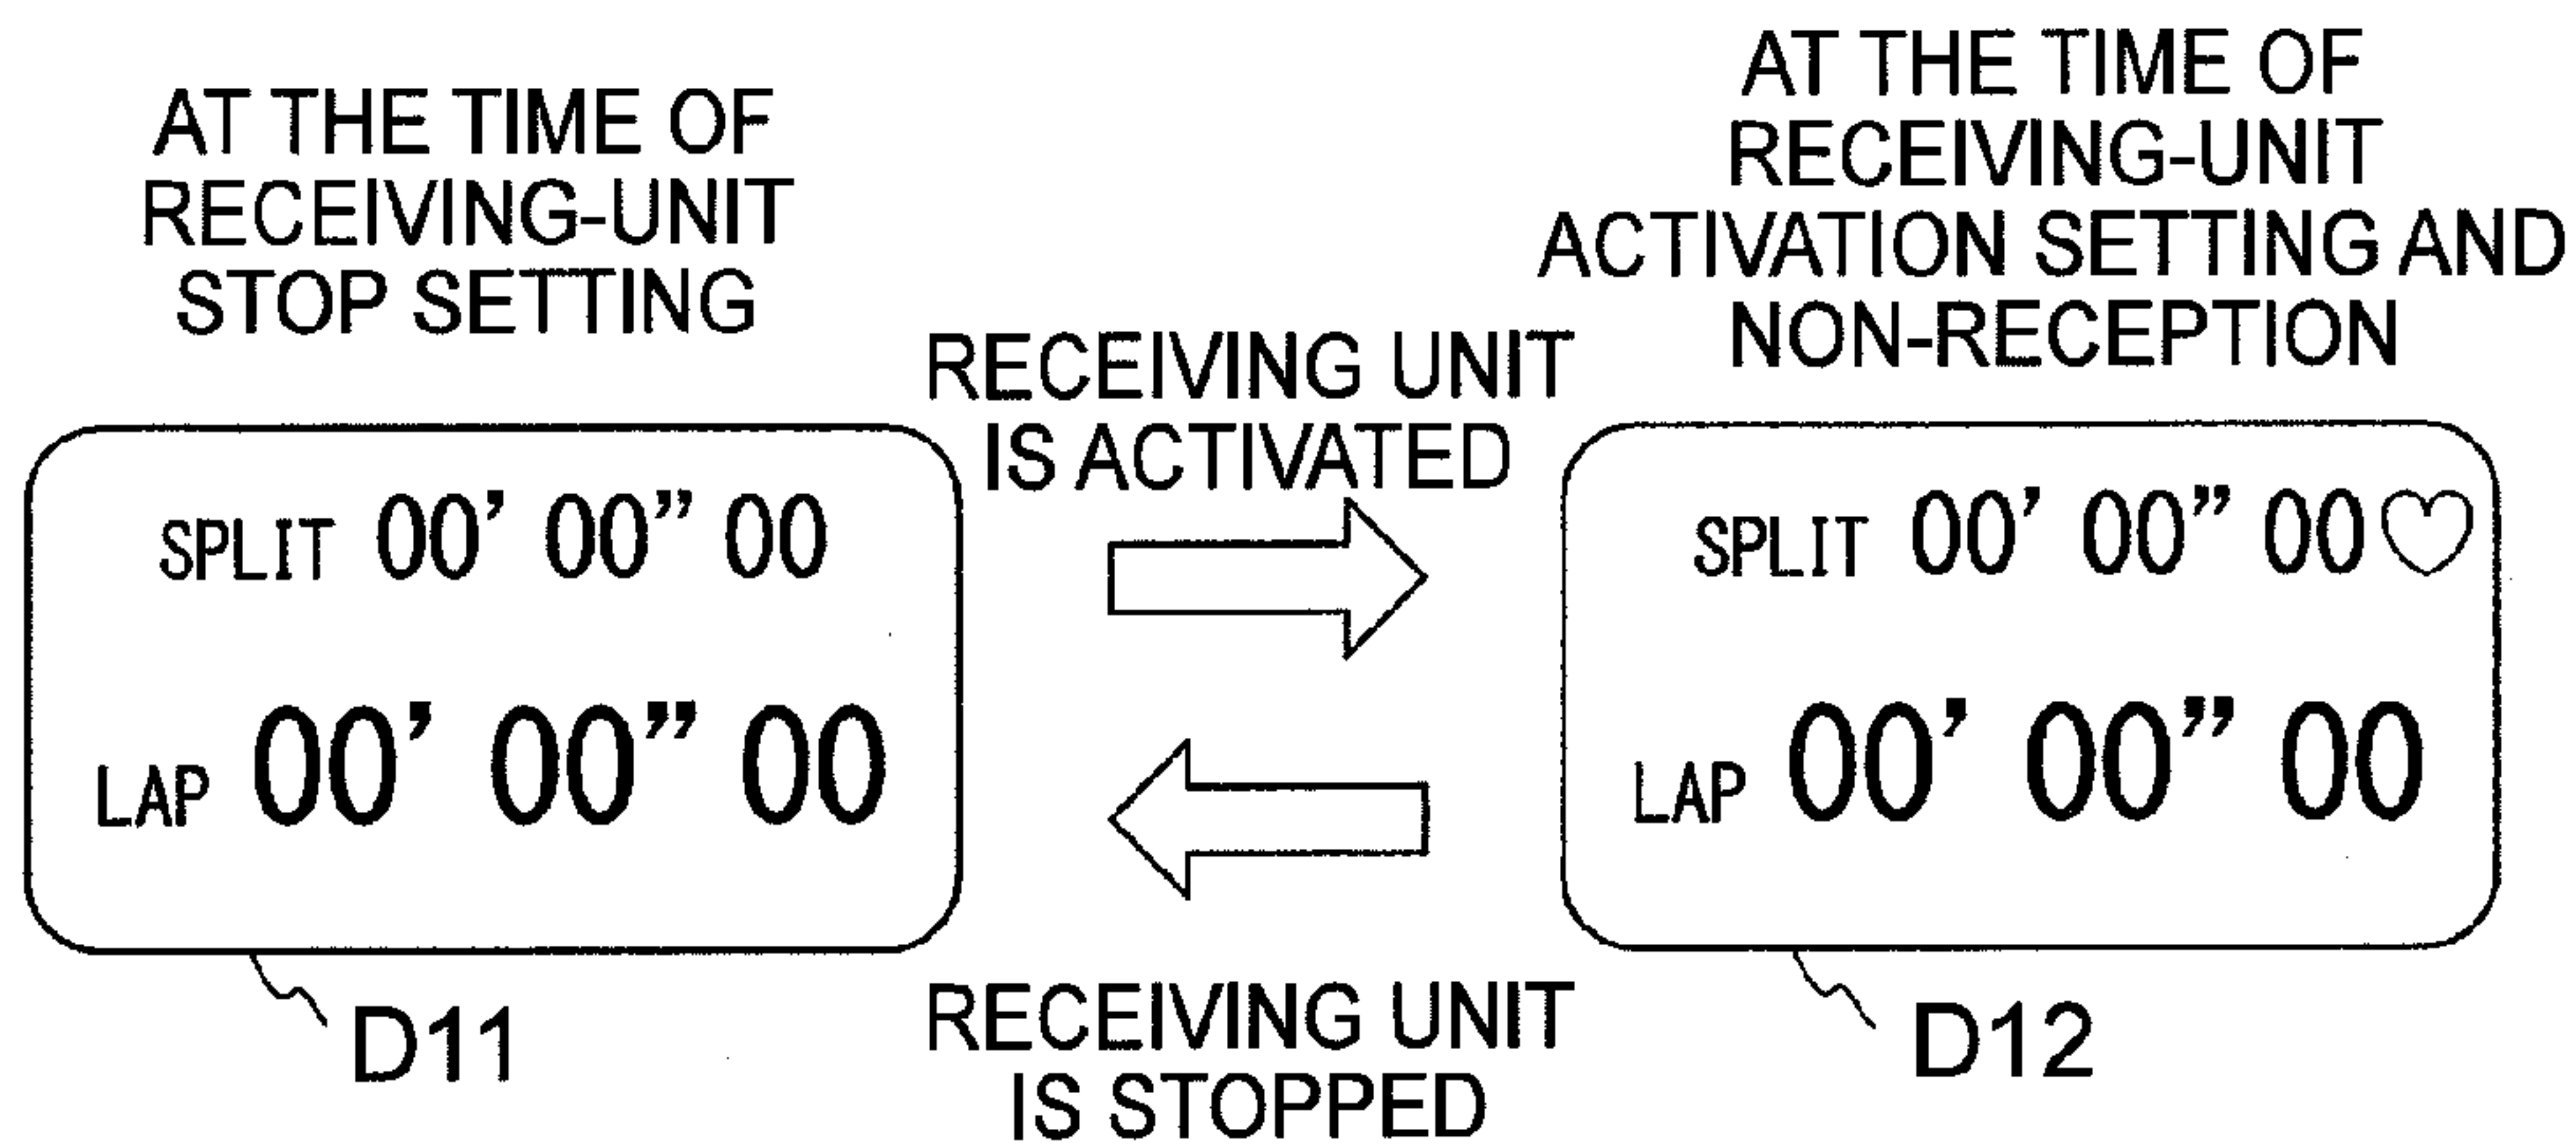 AT THE TIME OF
RECEIVING-UNIT
STOP SETTING
AT THE TIME OF
RECEIVING-UNIT
ACTIVATION SETTING AND
NON-RECEPTION
RECEIVING UNIT
IS ACTIVATED
SPLIT 00’ 00” 00
LAP 00’ 00” 00
D11
SPLIT 00’ 00” 00
LAP 00’ 00” 00
D12
RECEIVING UNIT
IS STOPPED